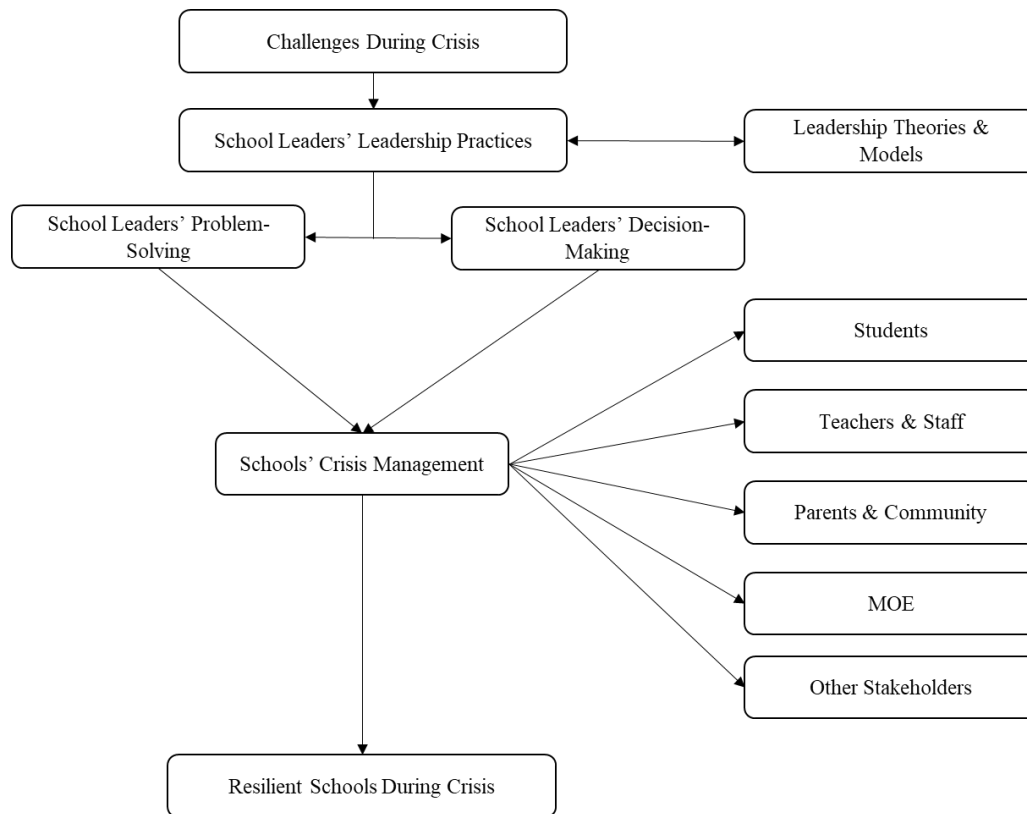 Challenges During Crisis
School Leaders’ Leadership Practices
Leadership Theories &
Models
School Leaders’ Problem-
Solving
School Leaders’ Decision-
Making
Students
Teachers & Staff
Schools’ Crisis Management
Parents & Community
MOE
Other Stakeholders
Resilient Schools During Crisis